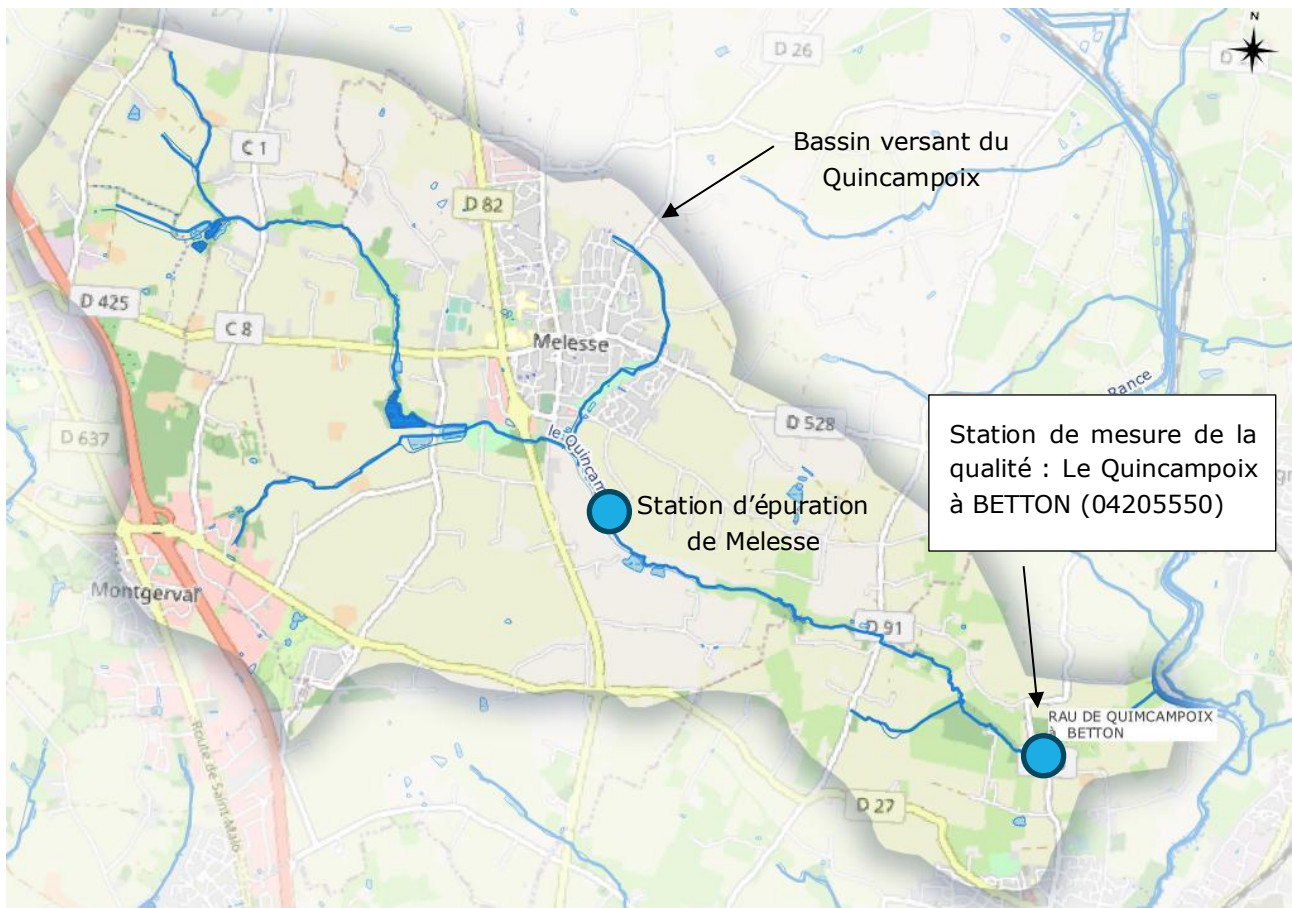 N
D 26
Bassin versant du
Quincampoix
C 1
D 82
D 425
C 8
Melesse
Rance
D 637
D 528
le Quincam
Station de mesure de la
qualité : Le Quincampoix
à BETTON (04205550)
Station d'épuration
de Melesse
Montgerval
D 91
RAU DE QUIMCAMPOIX
à BETTON
Route de Saint-Malo
D 27